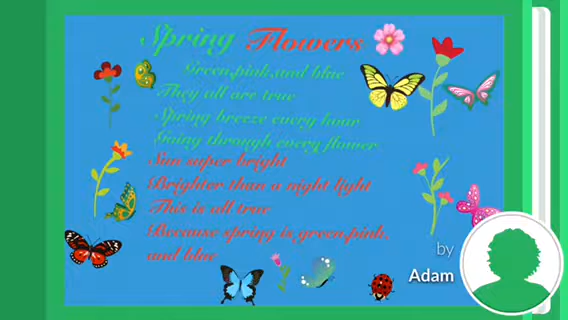 Spring Flowers
Green,pink,and blue
They all are true
Spring breeze every hour
Going through every flower
Sun super bright
Brighter than a night light
This is all true
Because spring is green,pink,
and blue
by
Adam